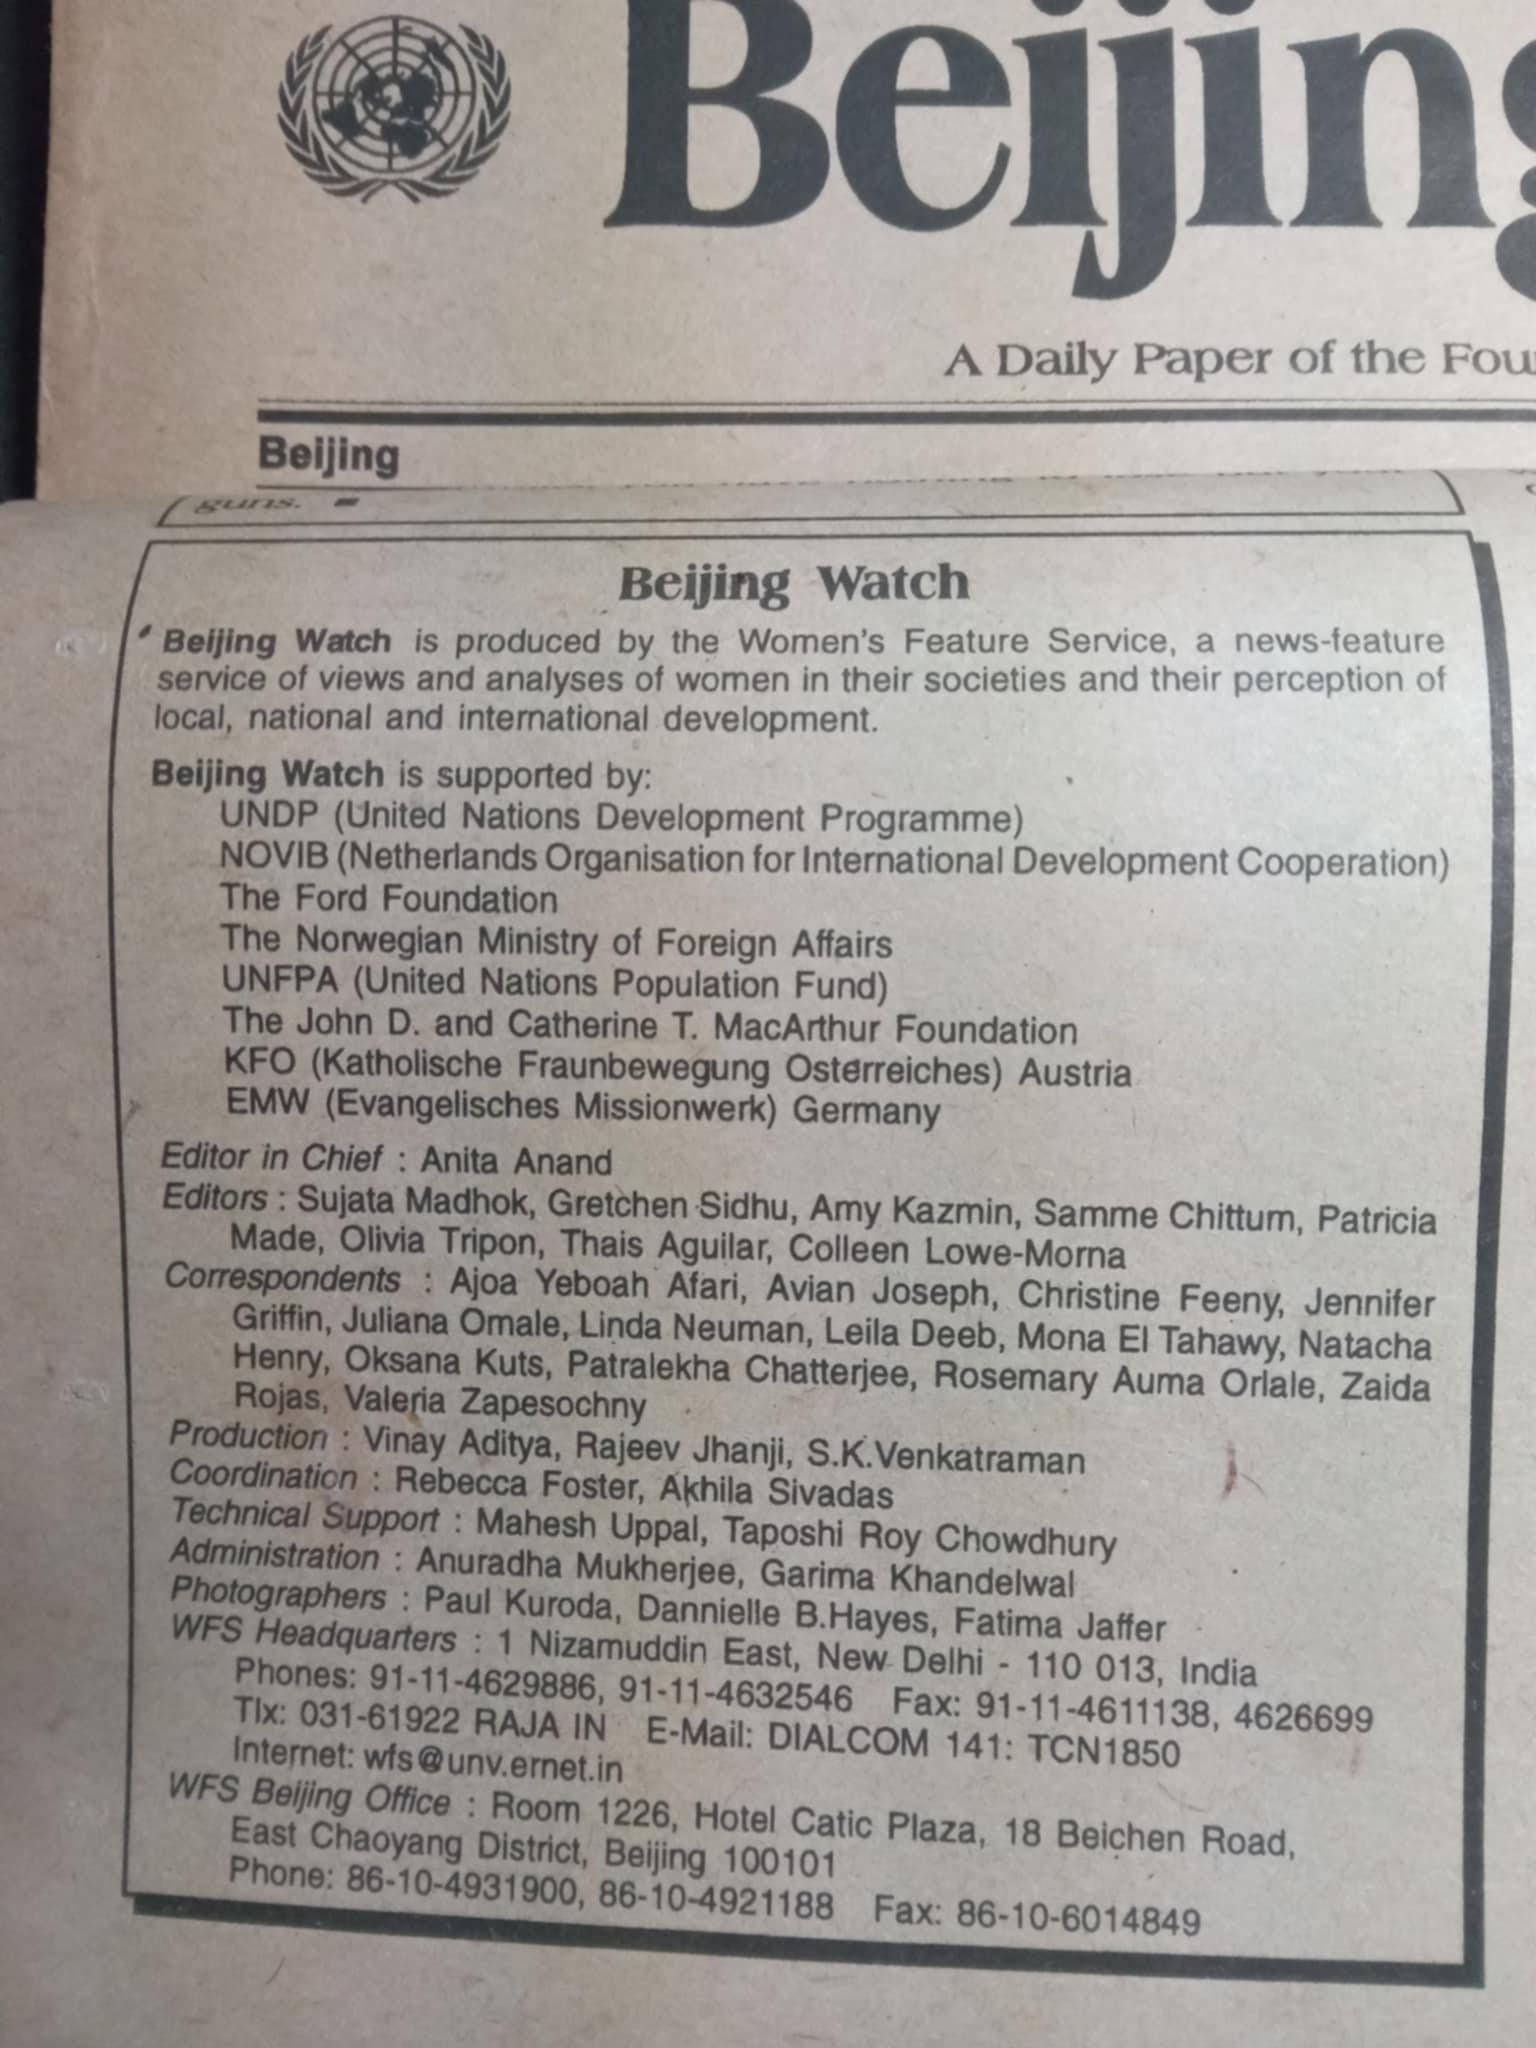 Beijing
A Daily Paper of the Fou
Beijing
guns.
Beijing Watch
Beijing Watch is produced by the Women's Feature Service, a news-feature
service of views and analyses of women in their societies and their perception of
local, national and international development.
Beijing Watch is supported by:
UNDP (United Nations Development Programme)
NOVIB (Netherlands Organisation for International Development Cooperation)
The Ford Foundation
The Norwegian Ministry of Foreign Affairs
UNFPA (United Nations Population Fund)
The John D. and Catherine T. MacArthur Foundation
KFO (Katholische Fraunbewegung Osterreiches) Austria
EMW (Evangelisches Missionwerk) Germany
Editor in Chief : Anita Anand
Editors : Sujata Madhok, Gretchen Sidhu, Amy Kazmin, Samme Chittum, Patricia
Made, Olivia Tripon, Thais Aguilar, Colleen Lowe-Morna
Correspondents : Ajoa Yeboah Afari, Avian Joseph, Christine Feeny, Jennifer
Griffin, Juliana Omale, Linda Neuman, Leila Deeb, Mona El Tahawy, Natacha
Henry, Oksana Kuts, Patralekha Chatterjee, Rosemary Auma Orlale, Zaida
Rojas, Valeria Zapesochny
Production : Vinay Aditya, Rajeev Jhanji, S.K.Venkatraman
Coordination : Rebecca Foster, Akhila Sivadas
Technical Support : Mahesh Uppal, Taposhi Roy Chowdhury
Administration : Anuradha Mukherjee, Garima Khandelwal
Photographers : Paul Kuroda, Dannielle B.Hayes, Fatima Jaffer
WFS Headquarters : 1 Nizamuddin East, New Delhi - 110 013, India
Phones: 91-11-4629886, 91-11-4632546 Fax: 91-11-4611138, 4626699
Tlx: 031-61922 RAJA IN E-Mail: DIALCOM 141: TCN1850
Internet: wfs@unv.ernet.in
WFS Beijing Office : Room 1226, Hotel Catic Plaza, 18 Beichen Road,
East Chaoyang District, Beijing 100101
Phone: 86-10-4931900, 86-10-4921188 Fax: 86-10-6014849